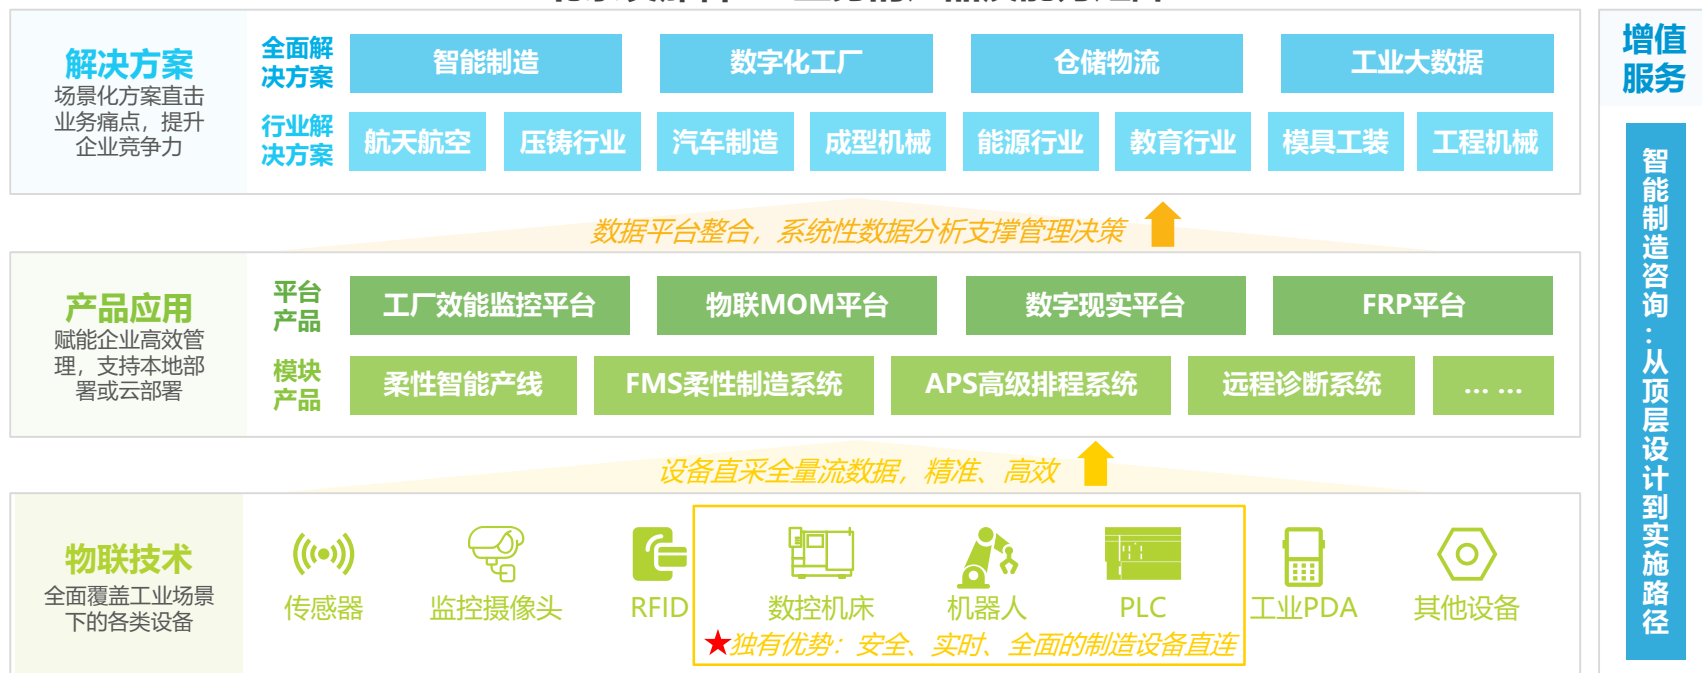 解决方案
场景化方案直击
业务痛点，提升
企业竞争力
全面解
决方案
智能制造
数字化工厂
仓储物流
工业大数据
行业解
决方案
航天航空
压铸行业
汽车制造
成型机械
能源行业
教育行业
模具工装
工程机械
数据平台整合，系统性数据分析支撑管理决策
产品应用
赋能企业高效管
理，支持本地部
署或云部署
平台
产品
工厂效能监控平台
物联MOM平台
数字现实平台
FRP平台
模块
产品
柔性智能产线
FMS柔性制造系统
APS高级排程系统
远程诊断系统
... ...
设备直采全量流数据，精准、高效
物联技术
全面覆盖工业场景
下的各类设备
传感器
监控摄像头
RFID
数控机床
机器人
PLC
工业PDA
其他设备
独有优势：安全、实时、全面的制造设备直连
增值
服务
智能制造咨询：从顶层设计到实施路径